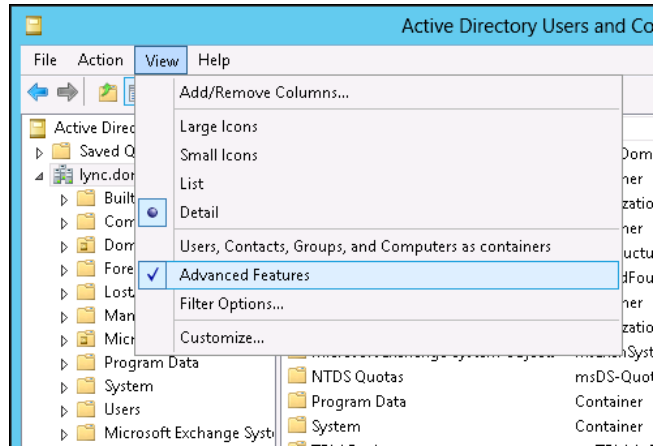 Active Directory Users and Co
File Action View Help
Add/Remove Columns...
Large Icons
Small Icons
List
Detail
Users, Contacts, Groups, and Computers as containers
Advanced Features
Filter Options...
Customize...
Active Direc
Saved Q
lync.dor
Built
Com
Dom
Fore
Lost
Man
Micr
Program Data
System
Users
Microsoft Exchange Syst
Dom
ner
zatio
ner
uctu
dFou
ner
zatio
NTDS Quotas msDS-Quot
Program Data Container
System Container